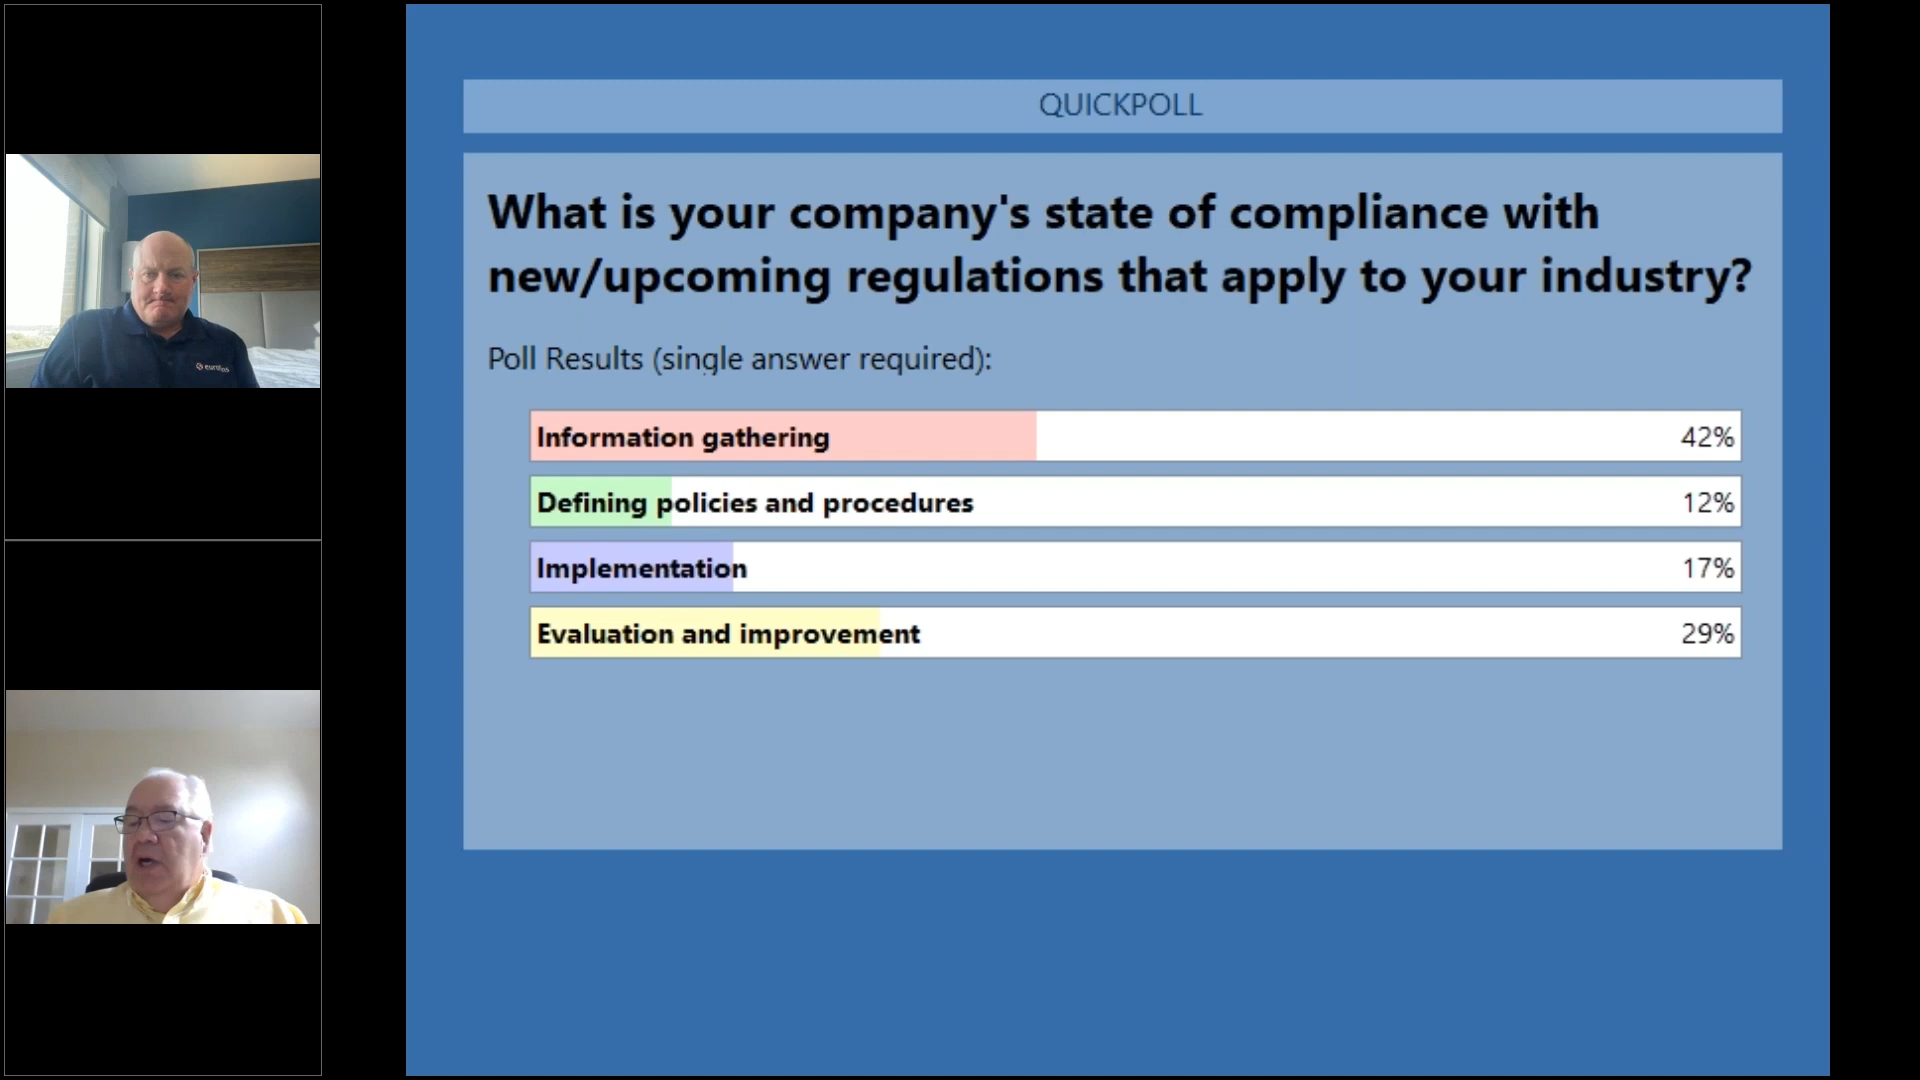 QUICKPOLL
What is your company's state of compliance with
new/upcoming regulations that apply to your industry?
Poll Results (single answer required):
Information gathering 42%
Defining policies and procedures 12%
Implementation 17%
Evaluation and improvement 29%
eurofins